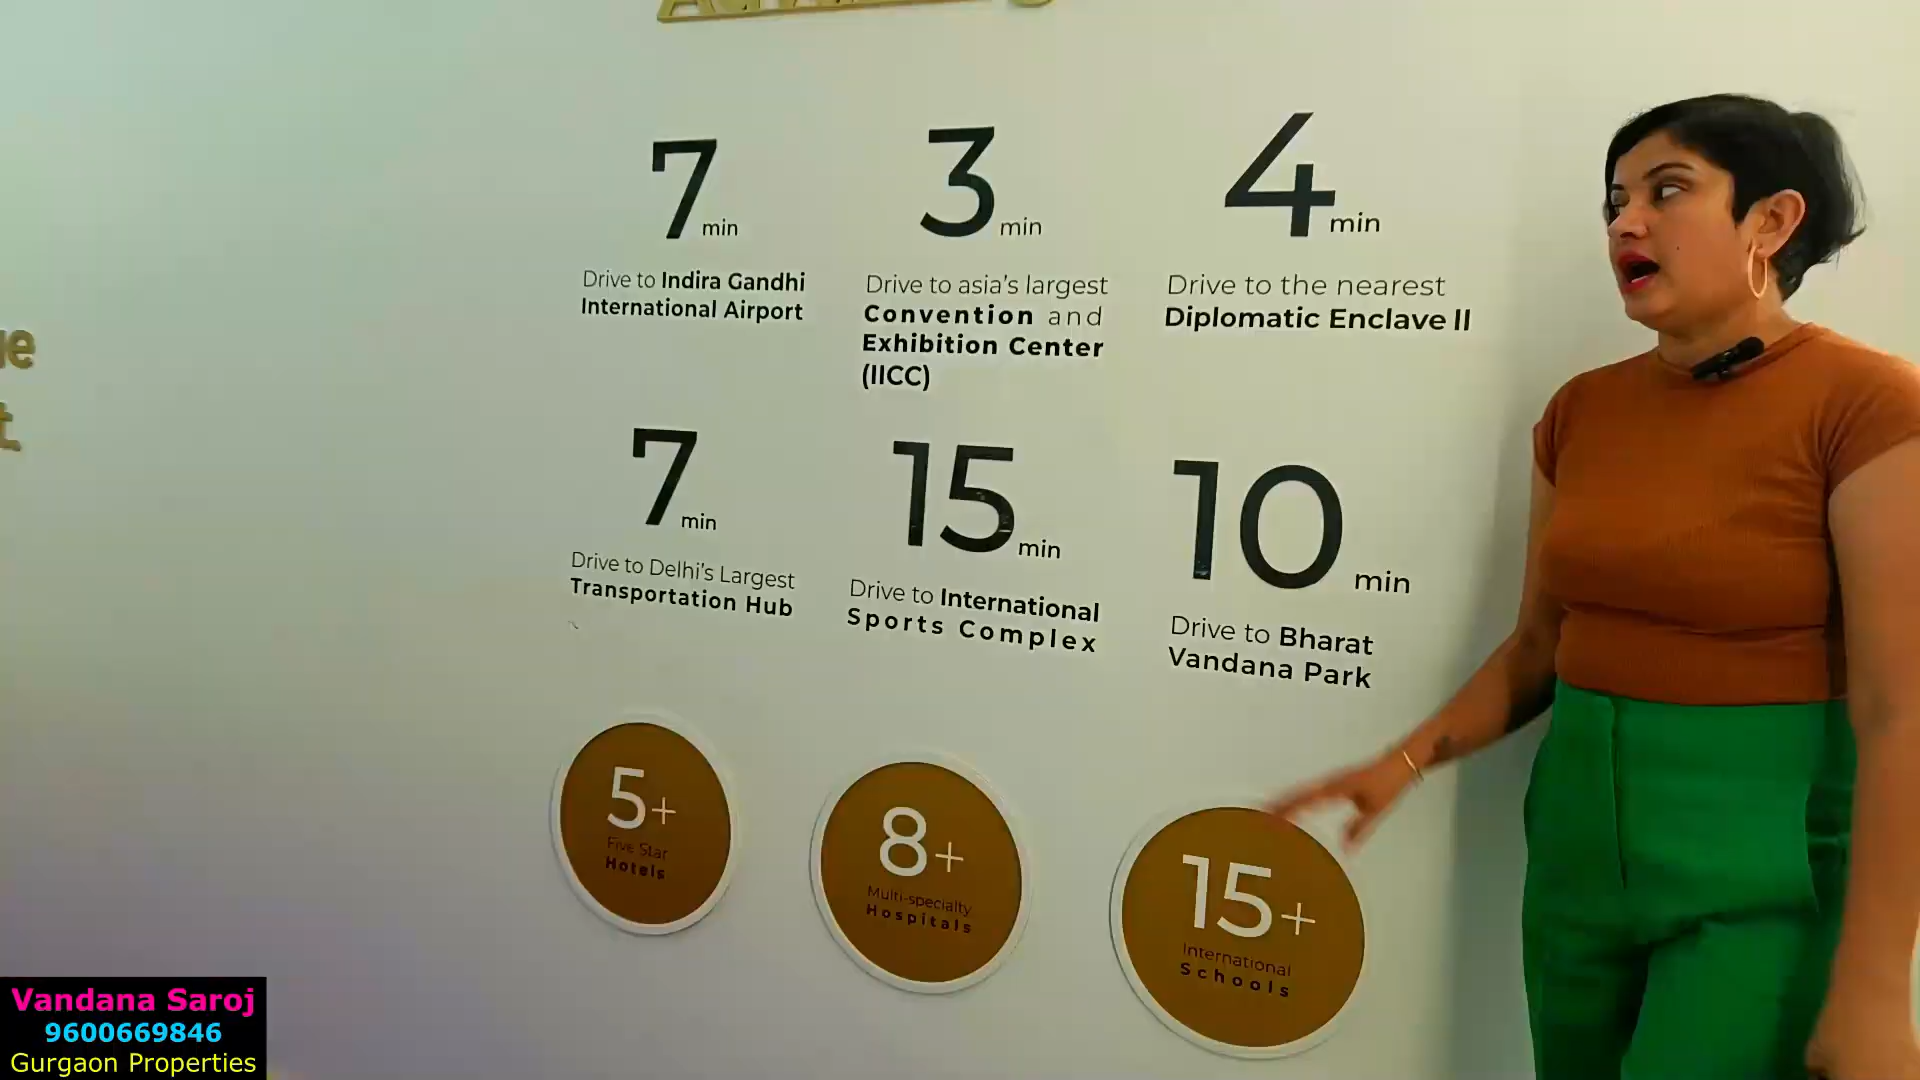 7 min
Drive to Indira Gandhi
International Airport
3 min
Drive to asia's largest
Convention and
Exhibition Center
(IICC)
4 min
Drive to the nearest
Diplomatic Enclave II
7 min
Drive to Delhi's Largest
Transportation Hub
15 min
Drive to International
Sports Complex
10 min
Drive to Bharat
Vandana Park
5+
Five Star
Hotels
8+
Multi-specialty
Hospitals
15+
International
Schools
Vandana Saroj
9600669846
Gurgaon Properties